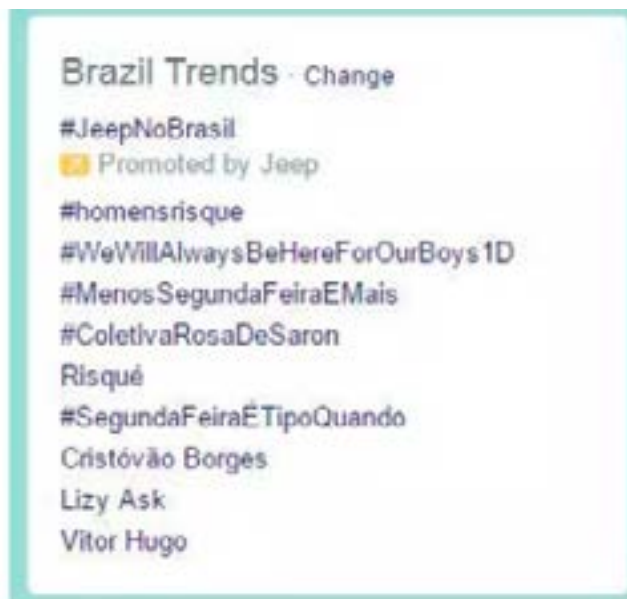 Brazil Trends · Change
#JeepNoBrasil
Promoted by Jeep
#homensrisque
#WeWillAlwaysBeHereForOurBoys1D
#MenosSegundaFeiraEMais
#ColetivaRosaDeSaron
Risqué
#SegundaFeiraÉTipoQuando
Cristóvão Borges
Lizy Ask
Vitor Hugo